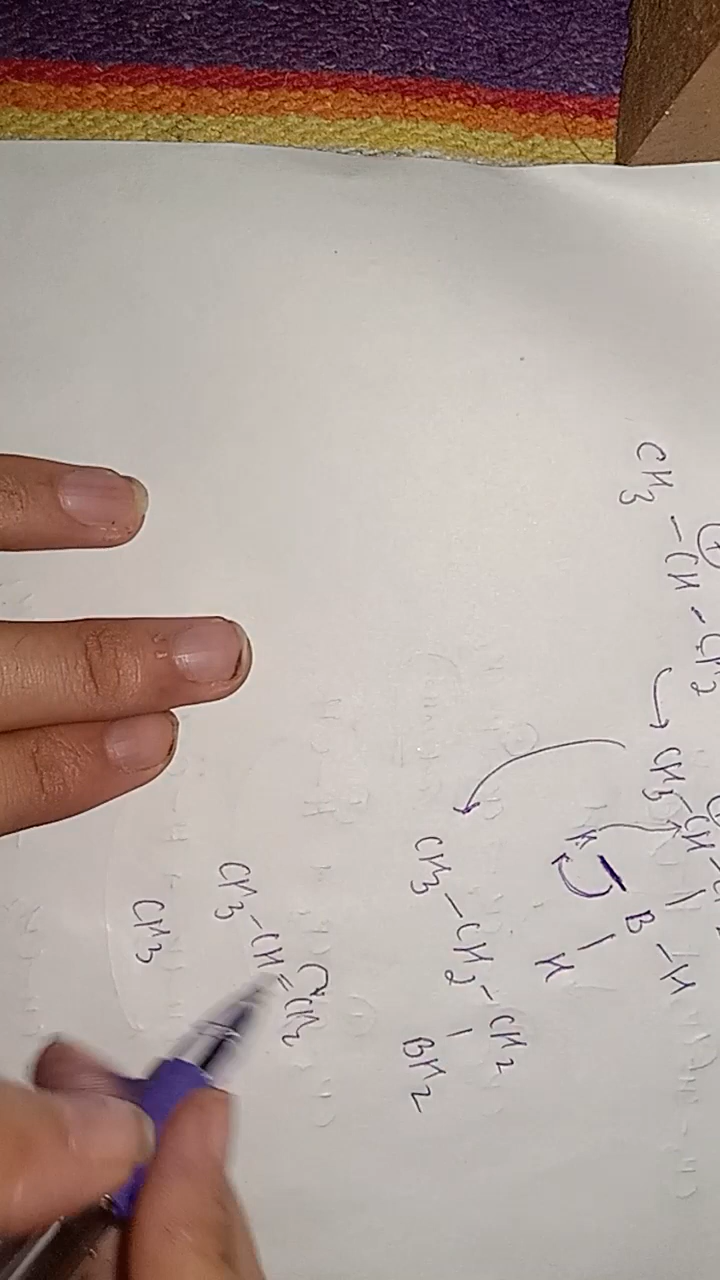 CH3 – CH – CH2
⊕
→ CH3 – CH –
H B – H
H
CH3 – CH2 – CH2
BH2
CH3 – CH = CH2
CH3